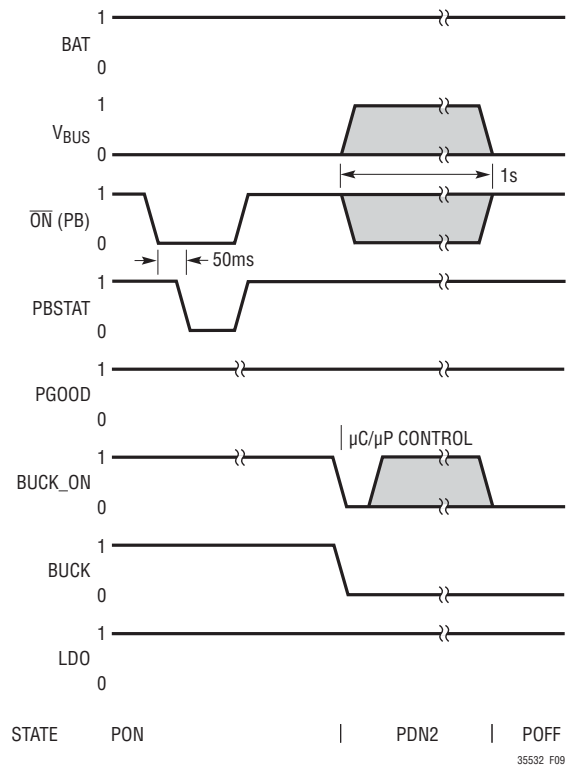 1
BAT
0
1
VBUS
0
1s
1
ON (PB)
0
50ms
1
PBSTAT
0
1
PGOOD
0
µC/µP CONTROL
1
BUCK_ON
0
1
BUCK
0
1
LDO
0
STATE PON PDN2 POFF
35532 F09